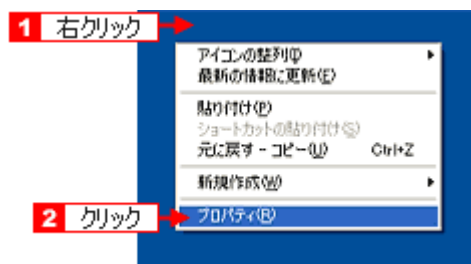 1 右クリック
アイコンの整列(I)
最新の情報に更新(E)
貼り付け(P)
ショートカットの貼り付け(S)
元に戻す - コピー(U) Ctrl+Z
新規作成(W)
2 クリック
プロパティ(R)